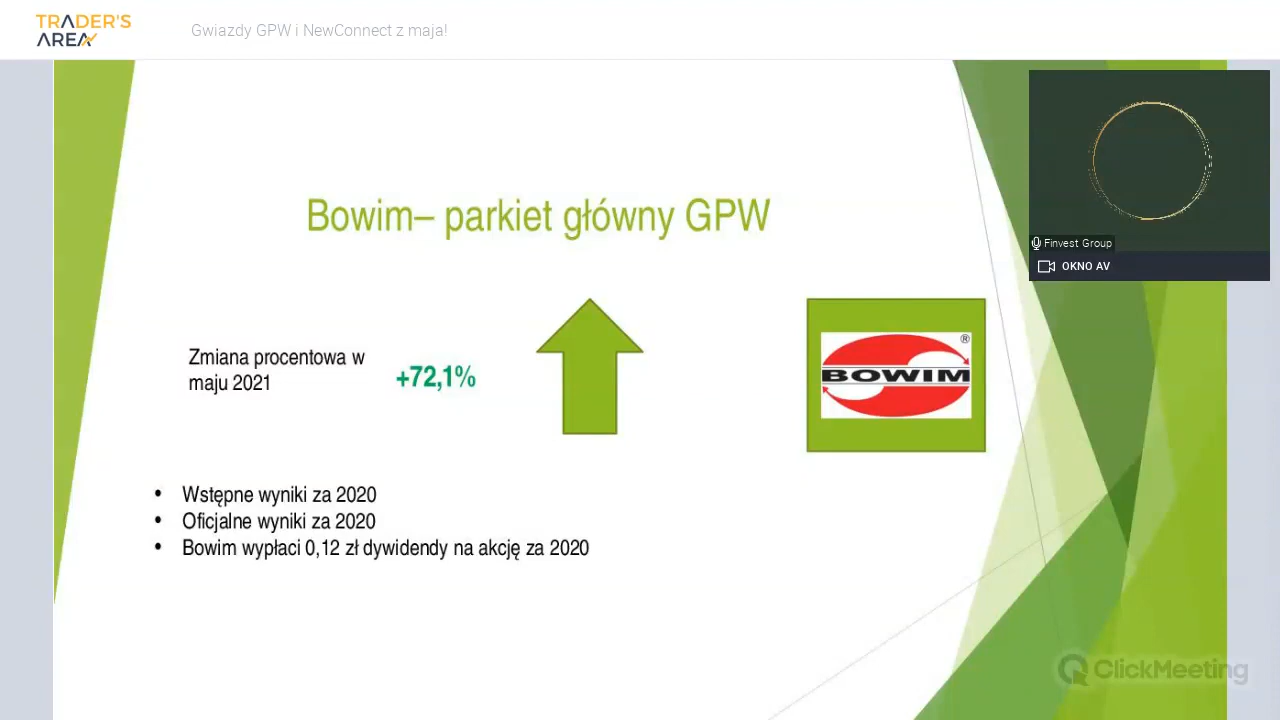 TRADER'S
AREA
Gwiazdy GPW i NewConnect z maja!
Finvest Group
OKNO AV
Bowim– parkiet główny GPW
Zmiana procentowa w
maju 2021
+72,1%
BOWIM®
• Wstępne wyniki za 2020
• Oficjalne wyniki za 2020
• Bowim wypłaci 0,12 zł dywidendy na akcję za 2020
ClickMeeting